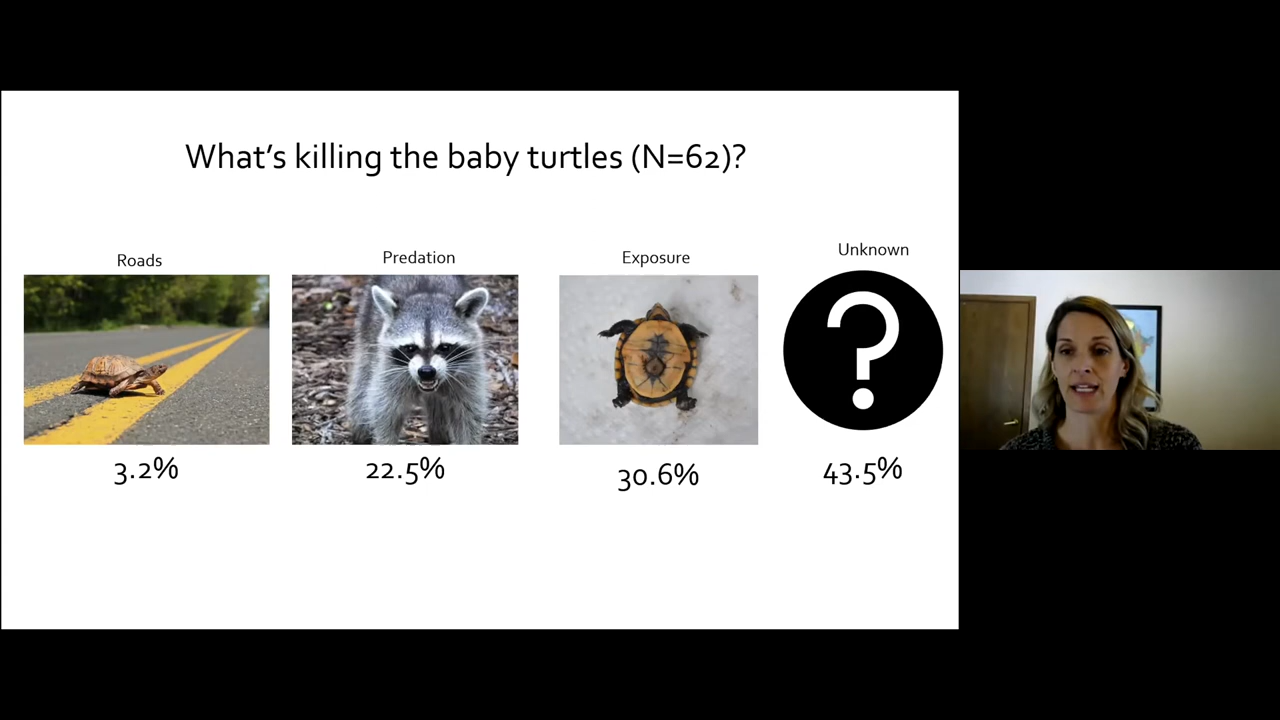 What's killing the baby turtles (N=62)?
Roads
Predation
Exposure
Unknown
?
3.2%
22.5%
30.6%
43.5%